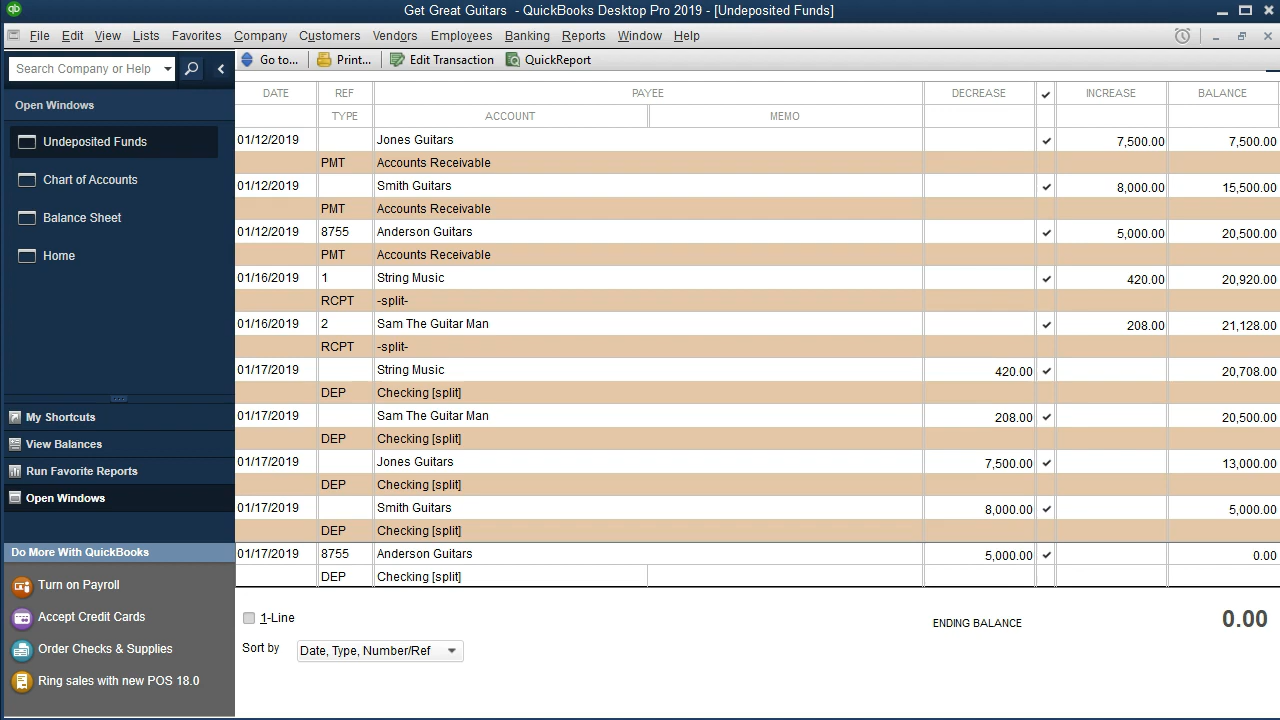 qb Get Great Guitars - QuickBooks Desktop Pro 2019 - [Undeposited Funds]
File Edit View Lists Favorites Company Customers Vendors Employees Banking Reports Window Help
Search Company or Help
Go to... Print... Edit Transaction QuickReport
Open Windows
Undeposited Funds
Chart of Accounts
Balance Sheet
Home
My Shortcuts
View Balances
Run Favorite Reports
Open Windows
Do More With QuickBooks
Turn on Payroll
Accept Credit Cards
Order Checks & Supplies
Ring sales with new POS 18.0
DATE REF PAYEE DECREASE ✓ INCREASE BALANCE
TYPE ACCOUNT MEMO
01/12/2019 Jones Guitars ✓ 7,500.00 7,500.00
PMT Accounts Receivable
01/12/2019 Smith Guitars ✓ 8,000.00 15,500.00
PMT Accounts Receivable
01/12/2019 8755 Anderson Guitars ✓ 5,000.00 20,500.00
PMT Accounts Receivable
01/16/2019 1 String Music ✓ 420.00 20,920.00
RCPT -split-
01/16/2019 2 Sam The Guitar Man ✓ 208.00 21,128.00
RCPT -split-
01/17/2019 String Music 420.00 ✓ 20,708.00
DEP Checking [split]
01/17/2019 Sam The Guitar Man 208.00 ✓ 20,500.00
DEP Checking [split]
01/17/2019 Jones Guitars 7,500.00 ✓ 13,000.00
DEP Checking [split]
01/17/2019 Smith Guitars 8,000.00 ✓ 5,000.00
DEP Checking [split]
01/17/2019 8755 Anderson Guitars 5,000.00 ✓ 0.00
DEP Checking [split]
1-Line ENDING BALANCE 0.00
Sort by Date, Type, Number/Ref